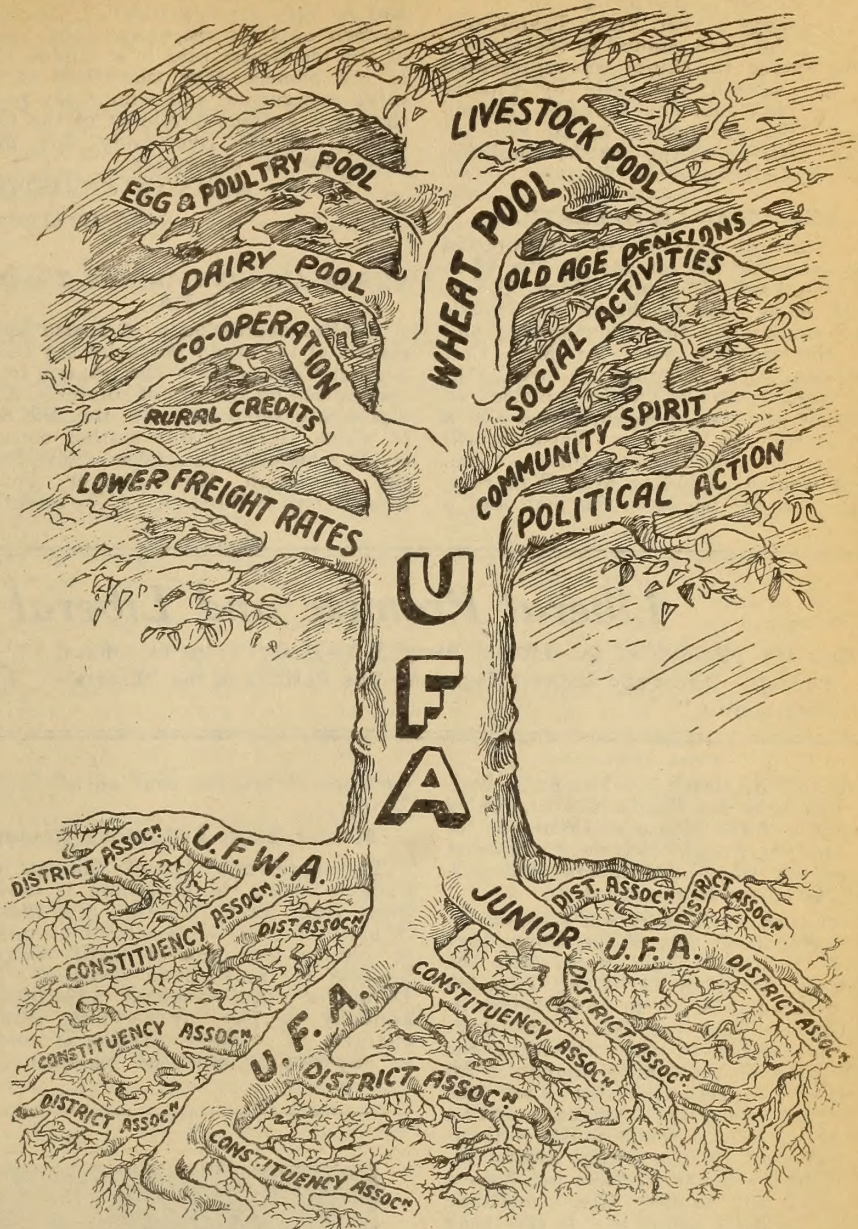 LIVESTOCK POOL
EGG & POULTRY POOL
WHEAT POOL
OLD AGE PENSIONS
DAIRY POOL
SOCIAL ACTIVITIES
CO-OPERATION
RURAL CREDITS
COMMUNITY SPIRIT
LOWER FREIGHT RATES
POLITICAL ACTION
U
F
A
U.F.W.A.
DISTRICT ASSOCN
CONSTITUENCY ASSOCN
DIST. ASSOCN
JUNIOR U.F.A.
DIST. ASSOCN
DISTRICT ASSOCN
DISTRICT ASSOCN
DISTRICT ASSOCN
U.F.A.
CONSTITUENCY ASSOCN
CONSTITUENCY ASSOCN
DISTRICT ASSOCN
DISTRICT ASSOCN
CONSTITUENCY ASSOCN